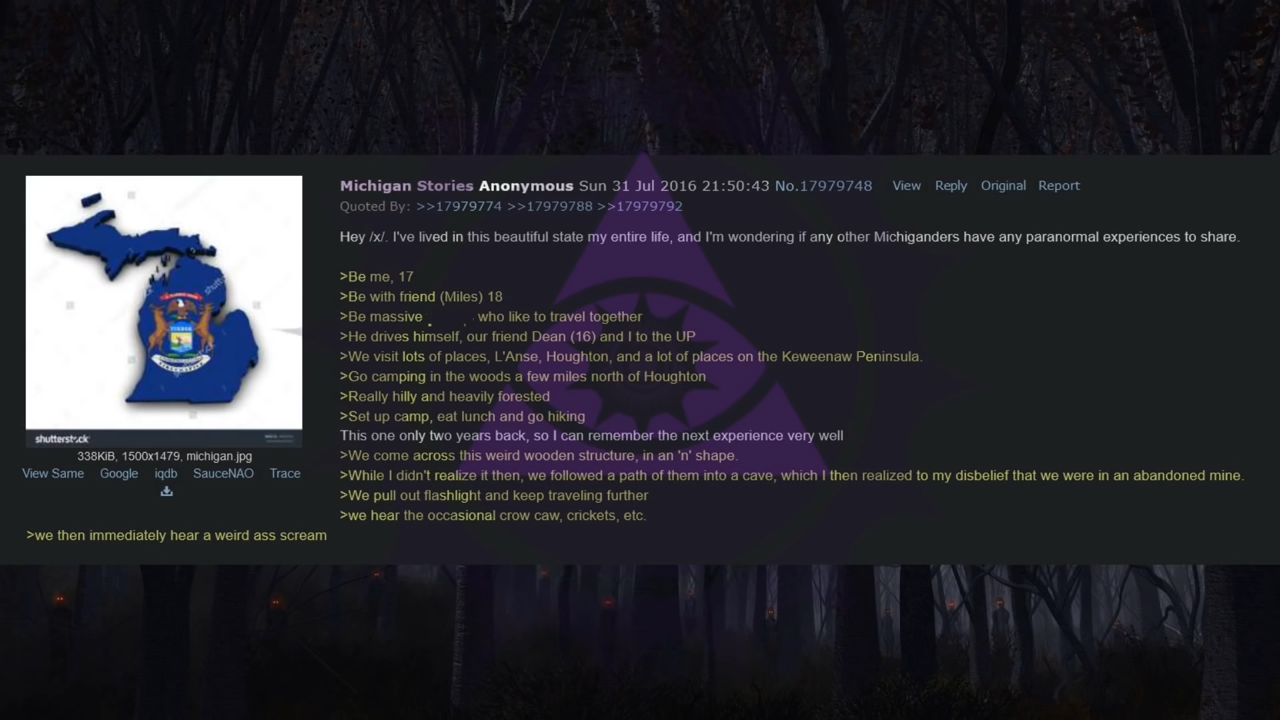 Michigan Stories Anonymous Sun 31 Jul 2016 21:50:43 No.17979748 View Reply Original Report
Quoted By: >>17979774 >>17979788 >>17979792
Hey /x/. I've lived in this beautiful state my entire life, and I'm wondering if any other Michiganders have any paranormal experiences to share.
>Be me, 17
>Be with friend (Miles) 18
>Be massive who like to travel together
>He drives himself, our friend Dean (16) and I to the UP
>We visit lots of places, L'Anse, Houghton, and a lot of places on the Keweenaw Peninsula.
>Go camping in the woods a few miles north of Houghton
>Really hilly and heavily forested
>Set up camp, eat lunch and go hiking
This one only two years back, so I can remember the next experience very well
>We come across this weird wooden structure, in an 'n' shape.
>While I didn't realize it then, we followed a path of them into a cave, which I then realized to my disbelief that we were in an abandoned mine.
>We pull out flashlight and keep traveling further
>we hear the occasional crow caw, crickets, etc.
shutterstock
338KiB, 1500x1479, michigan.jpg
View Same Google iqdb SauceNAO Trace
>we then immediately hear a weird ass scream